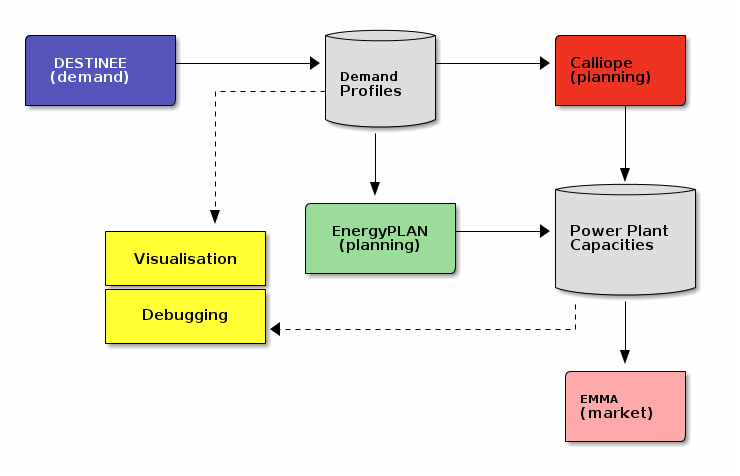 DESTINEE
(demand)
Demand
Profiles
Calliope
(planning)
EnergyPLAN
(planning)
Power Plant
Capacities
Visualisation
Debugging
EMMA
(market)